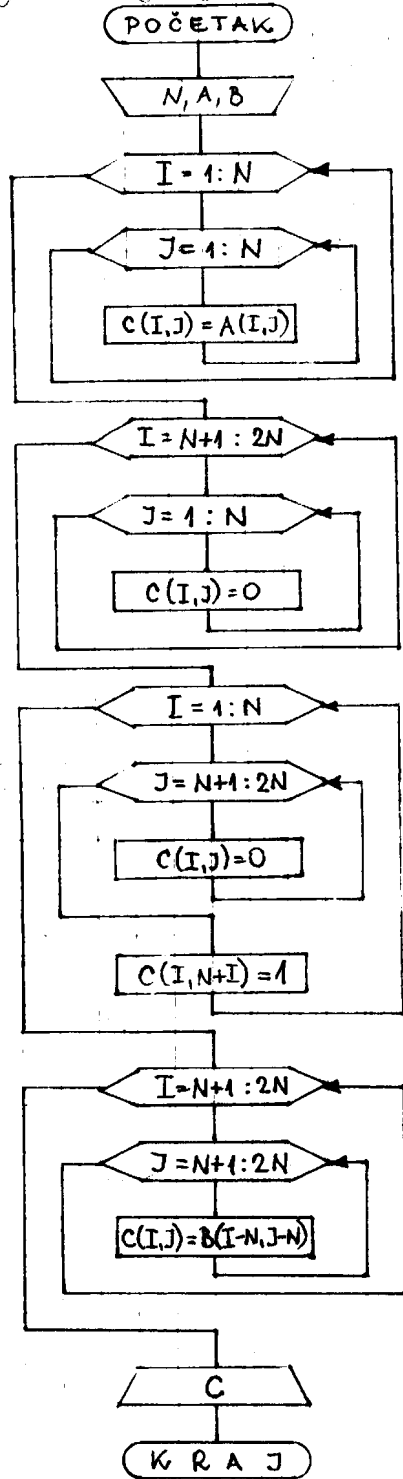 POČETAK
N, A, B
I = 1 : N
J = 1 : N
C(I,J) = A(I,J)
I = N+1 : 2N
J = 1 : N
C(I,J) = 0
I = 1 : N
J = N+1 : 2N
C(I,J) = 0
C(I,N+I) = 1
I = N+1 : 2N
J = N+1 : 2N
C(I,J) = B(I-N,J-N)
C
KRAJ